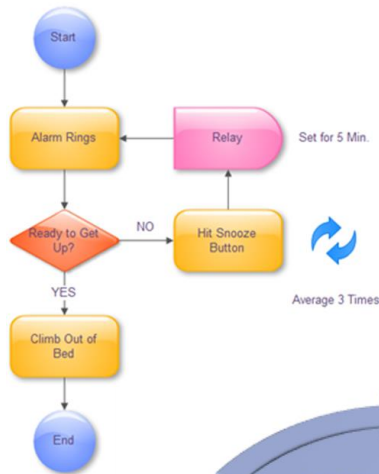 Start
Alarm Rings
Relay
Set for 5 Min.
Ready to Get
Up?
NO
Hit Snooze
Button
YES
Average 3 Times
Climb Out of
Bed
End